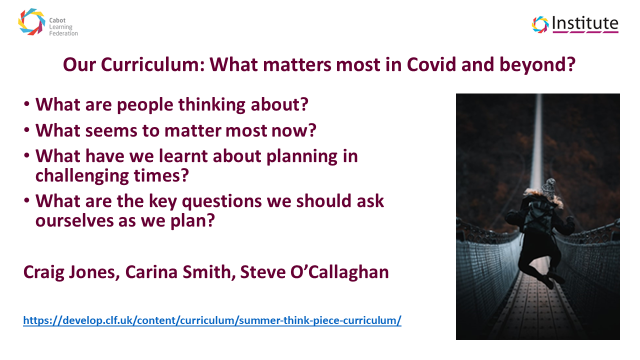 Cabot
Learning
Federation
Institute
Our Curriculum: What matters most in Covid and beyond?
• What are people thinking about?
• What seems to matter most now?
• What have we learnt about planning in
challenging times?
• What are the key questions we should ask
ourselves as we plan?
Craig Jones, Carina Smith, Steve O’Callaghan
https://develop.clf.uk/content/curriculum/summer-think-piece-curriculum/